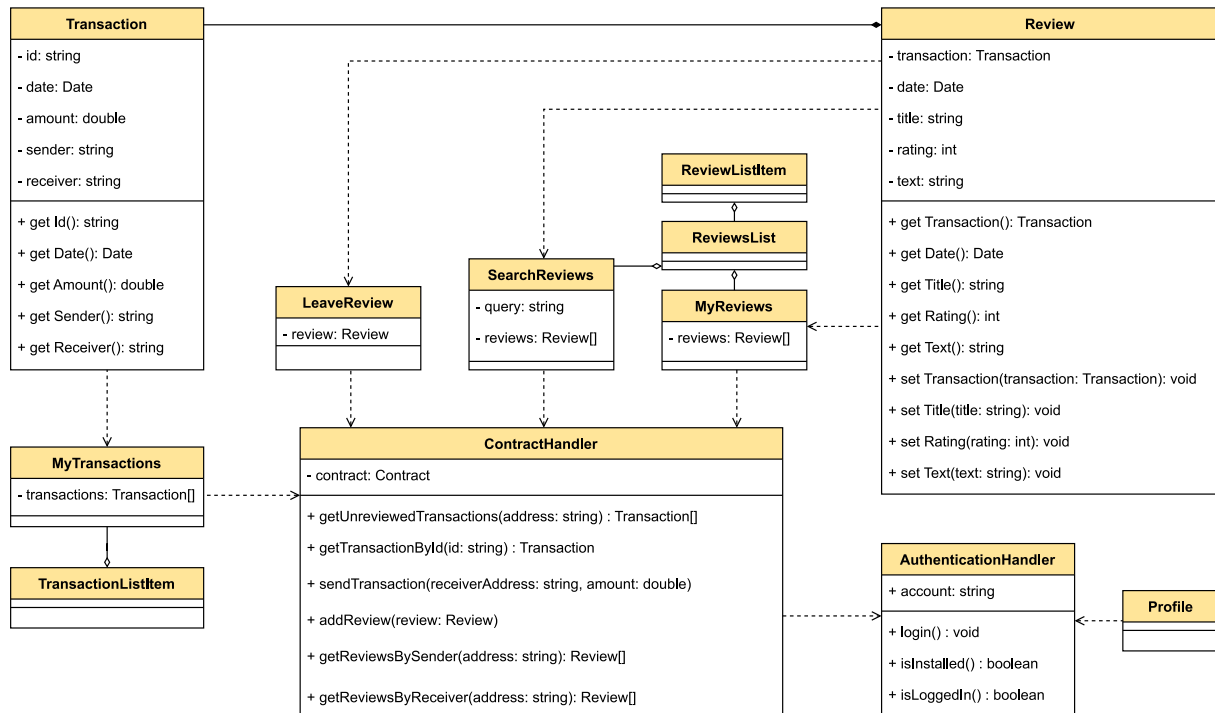 Transaction
- id: string
- date: Date
- amount: double
- sender: string
- receiver: string
+ get Id(): string
+ get Date(): Date
+ get Amount(): double
+ get Sender(): string
+ get Receiver(): string
Review
- transaction: Transaction
- date: Date
- title: string
- rating: int
- text: string
+ get Transaction(): Transaction
+ get Date(): Date
+ get Title(): string
+ get Rating(): int
+ get Text(): string
+ set Transaction(transaction: Transaction): void
+ set Title(title: string): void
+ set Rating(rating: int): void
+ set Text(text: string): void
ReviewListItem
ReviewsList
SearchReviews
- query: string
- reviews: Review[]
LeaveReview
- review: Review
MyReviews
- reviews: Review[]
MyTransactions
- transactions: Transaction[]
TransactionListItem
ContractHandler
- contract: Contract
+ getUnreviewedTransactions(address: string) : Transaction[]
+ getTransactionById(id: string) : Transaction
+ sendTransaction(receiverAddress: string, amount: double)
+ addReview(review: Review)
+ getReviewsBySender(address: string): Review[]
+ getReviewsByReceiver(address: string): Review[]
AuthenticationHandler
+ account: string
+ login() : void
+ isInstalled() : boolean
+ isLoggedIn() : boolean
Profile